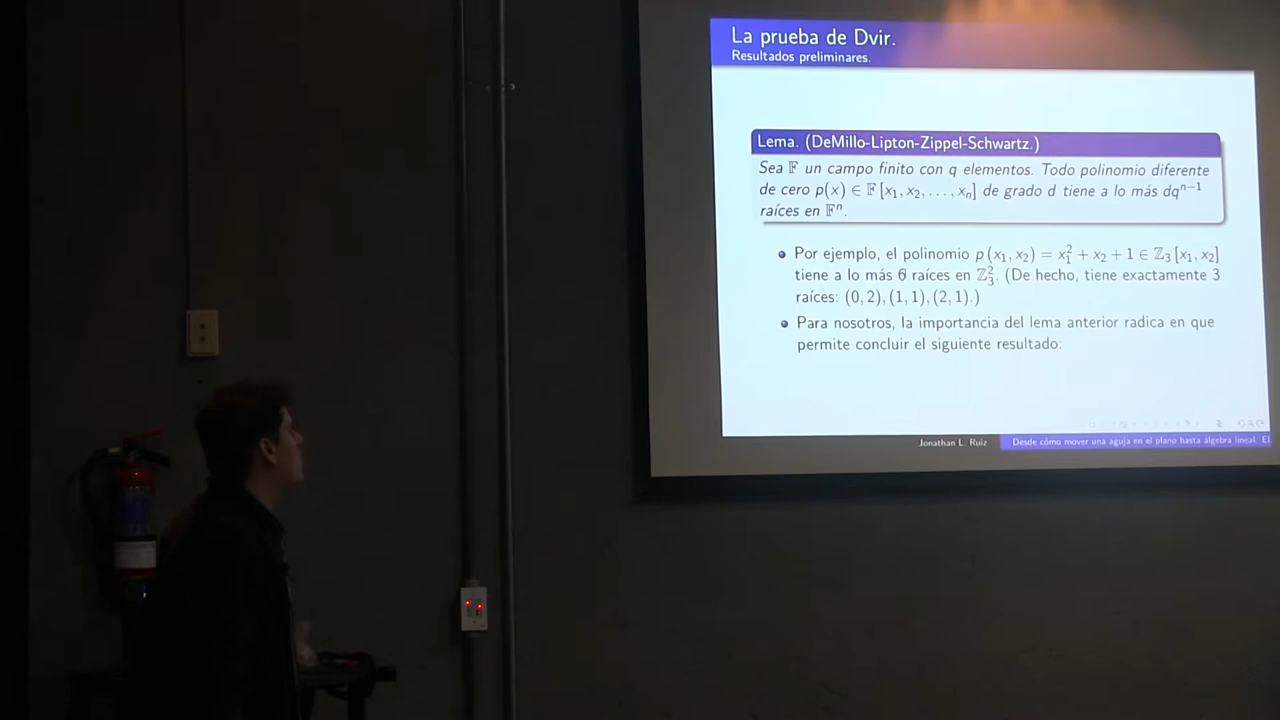 La prueba de Dvir.
Resultados preliminares.
Lema. (DeMillo-Lipton-Zippel-Schwartz.)
Sea 𝔽 un campo finito con q elementos. Todo polinomio diferente
de cero p(x) ∈ 𝔽 [x₁, x₂, . . . , xₙ] de grado d tiene a lo más dqⁿ⁻¹
raíces en 𝔽ⁿ.
Por ejemplo, el polinomio p (x₁, x₂) = x₁² + x₂ + 1 ∈ ℤ₃ [x₁, x₂]
tiene a lo más 6 raíces en ℤ₃². (De hecho, tiene exactamente 3
raíces: (0, 2), (1, 1), (2, 1).)
Para nosotros, la importancia del lema anterior radica en que
permite concluir el siguiente resultado:
Jonathan L. Ruiz
Desde cómo mover una aguja en el plano hasta álgebra lineal. El